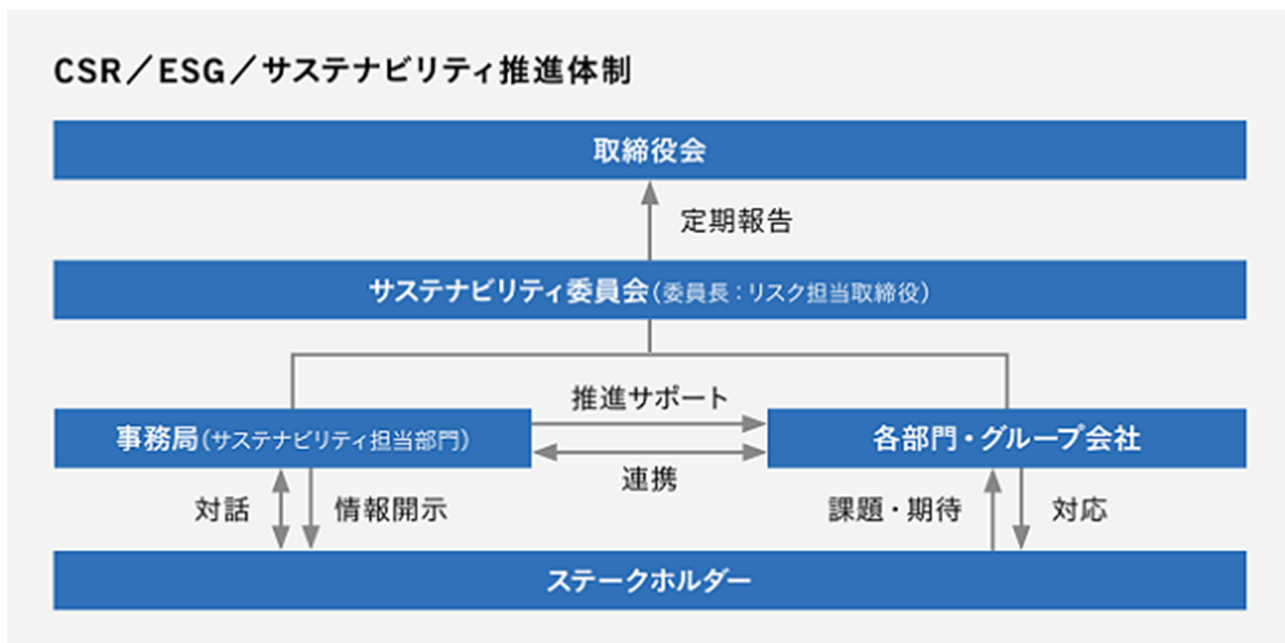 CSR／ESG／サステナビリティ推進体制
取締役会
定期報告
サステナビリティ委員会（委員長：リスク担当取締役）
推進サポート
事務局（サステナビリティ担当部門）
各部門・グループ会社
連携
対話
情報開示
課題・期待
対応
ステークホルダー